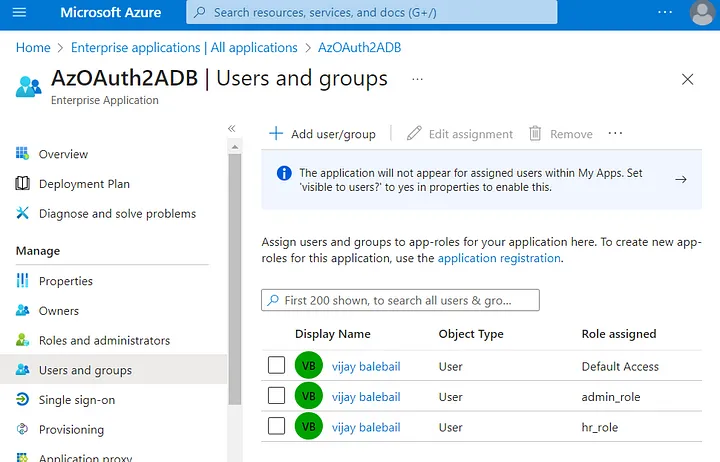 Microsoft Azure
Search resources, services, and docs (G+/)
Home > Enterprise applications | All applications > AzOAuth2ADB
AzOAuth2ADB | Users and groups ...
Enterprise Application
Overview
Deployment Plan
Diagnose and solve problems
Manage
Properties
Owners
Roles and administrators
Users and groups
Single sign-on
Provisioning
Application proxy
Add user/group
Edit assignment
Remove
The application will not appear for assigned users within My Apps. Set
'visible to users?' to yes in properties to enable this.
Assign users and groups to app-roles for your application here. To create new app-
roles for this application, use the application registration.
First 200 shown, to search all users & gro...
Display Name Object Type Role assigned
VB vijay balebail User Default Access
VB vijay balebail User admin_role
VB vijay balebail User hr_role